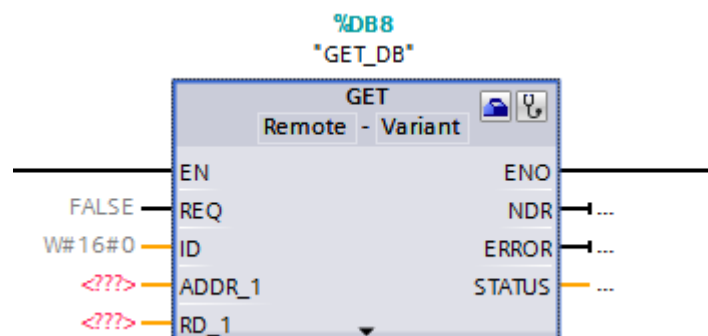 %DB8
"GET_DB"
GET
Remote - Variant
EN ENO
FALSE REQ NDR ...
W#16#0 ID ERROR ...
<???> ADDR_1 STATUS ...
<???> RD_1